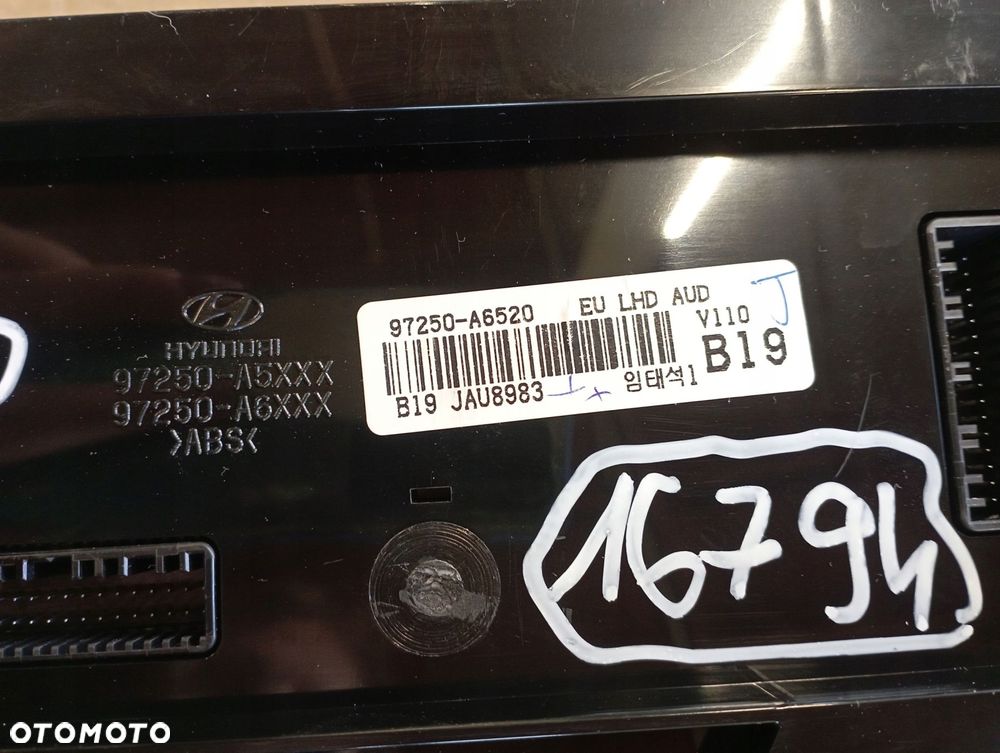 HYUNDAI
97250-A5XXX
97250-A6XXX
>ABS<
97250-A6520 EU LHD AUD
V110
B19
B19 JAU8983 임태석1
J
16794
OTOMOTO